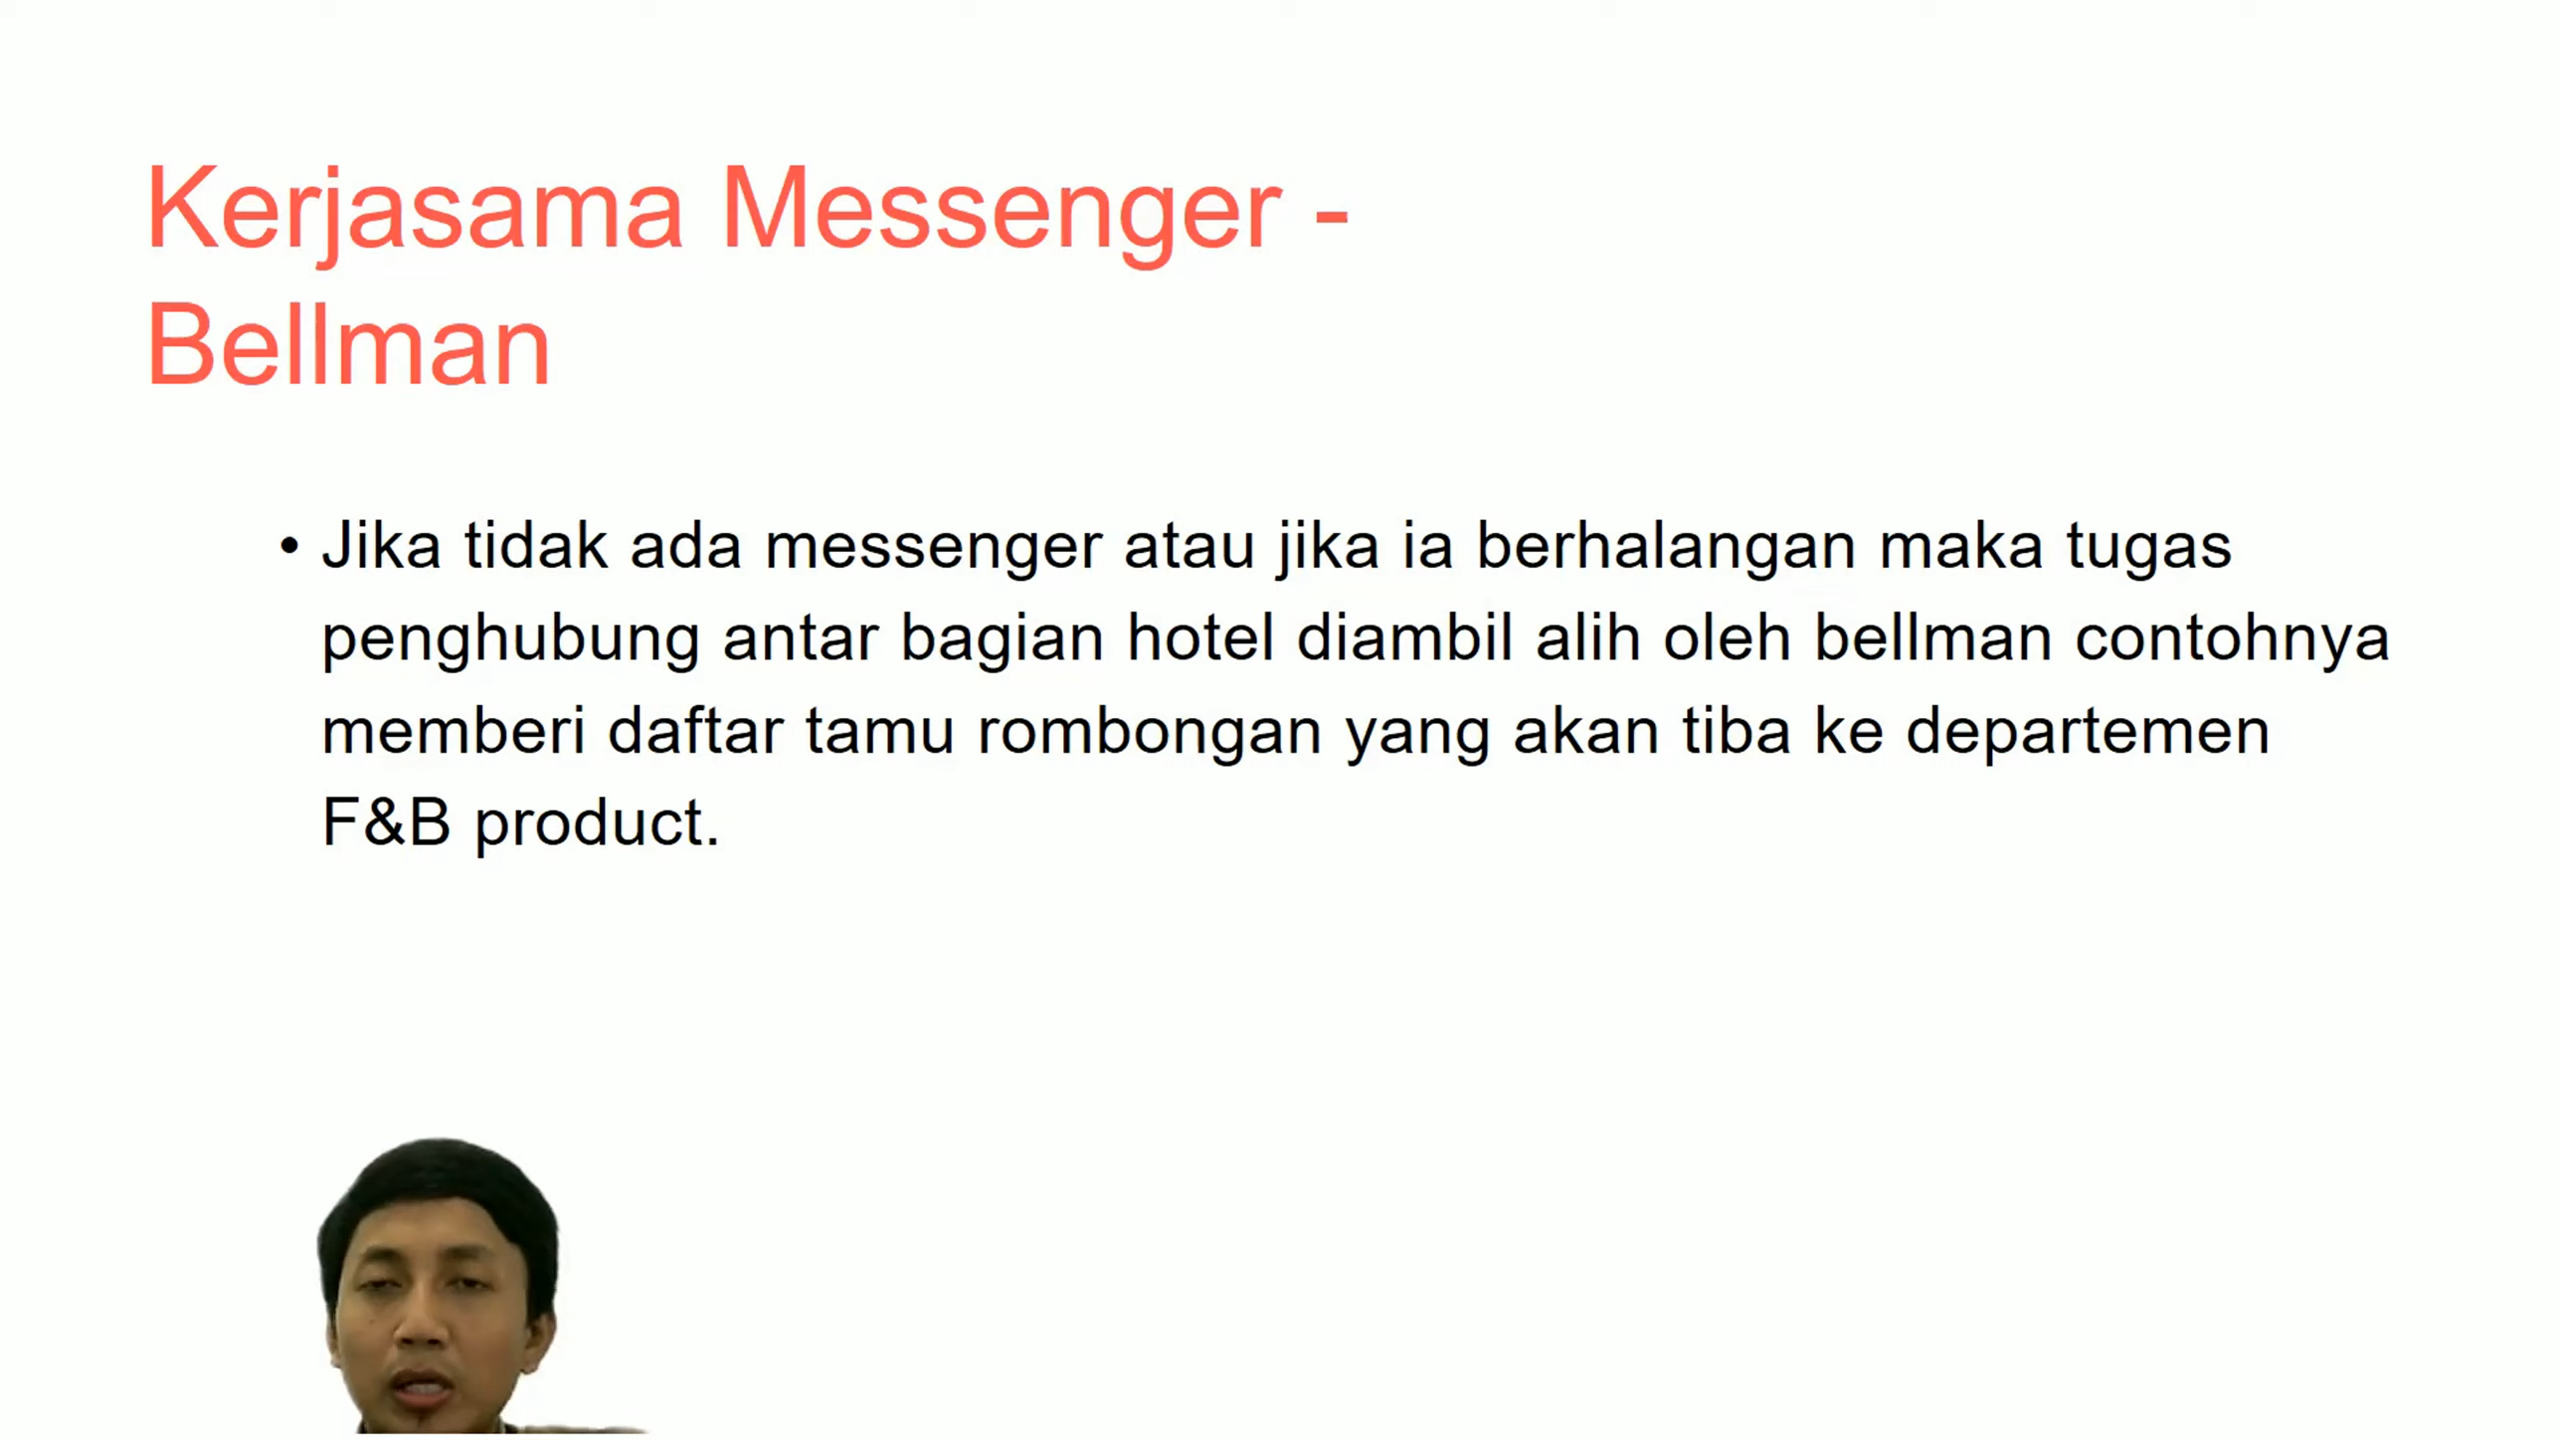 Kerjasama Messenger -
Bellman
• Jika tidak ada messenger atau jika ia berhalangan maka tugas
penghubung antar bagian hotel diambil alih oleh bellman contohnya
memberi daftar tamu rombongan yang akan tiba ke departemen
F&B product.